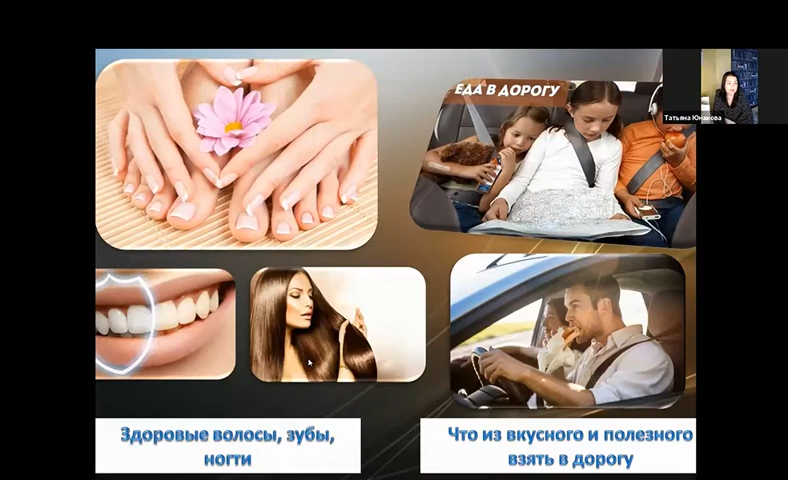 ЕДА В ДОРОГУ
Татьяна Юнакова
Здоровые волосы, зубы,
ногти
Что из вкусного и полезного
взять в дорогу